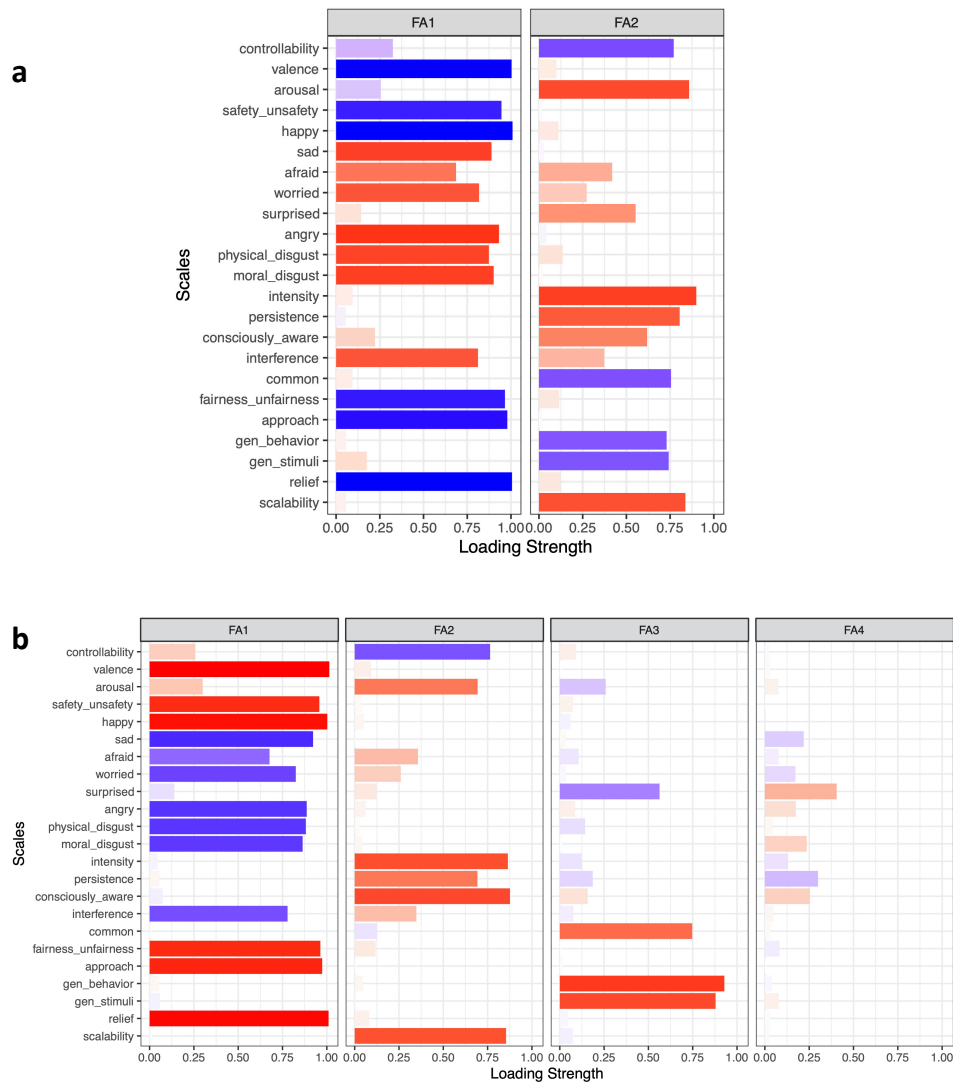 a
FA1 FA2
controllability
valence
arousal
safety_unsafety
happy
sad
afraid
worried
surprised
angry
physical_disgust
moral_disgust
intensity
persistence
consciously_aware
interference
common
fairness_unfairness
approach
gen_behavior
gen_stimuli
relief
scalability
Scales
0.00 0.25 0.50 0.75 1.00 0.00 0.25 0.50 0.75 1.00
Loading Strength
b
FA1 FA2 FA3 FA4
controllability
valence
arousal
safety_unsafety
happy
sad
afraid
worried
surprised
angry
physical_disgust
moral_disgust
intensity
persistence
consciously_aware
interference
common
fairness_unfairness
approach
gen_behavior
gen_stimuli
relief
scalability
Scales
0.00 0.25 0.50 0.75 1.00 0.00 0.25 0.50 0.75 1.00 0.00 0.25 0.50 0.75 1.00 0.00 0.25 0.50 0.75 1.00
Loading Strength